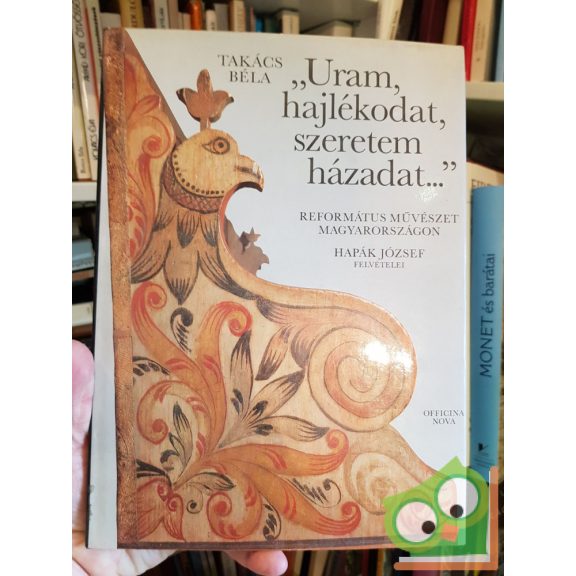 TAKÁCS
BÉLA
„Uram,
hajlékodat,
szeretem
házadat...”
REFORMÁTUS MŰVÉSZET
MAGYARORSZÁGON
HAPÁK JÓZSEF
FELVÉTELEI
OFFICINA
NOVA
MONET és barátai